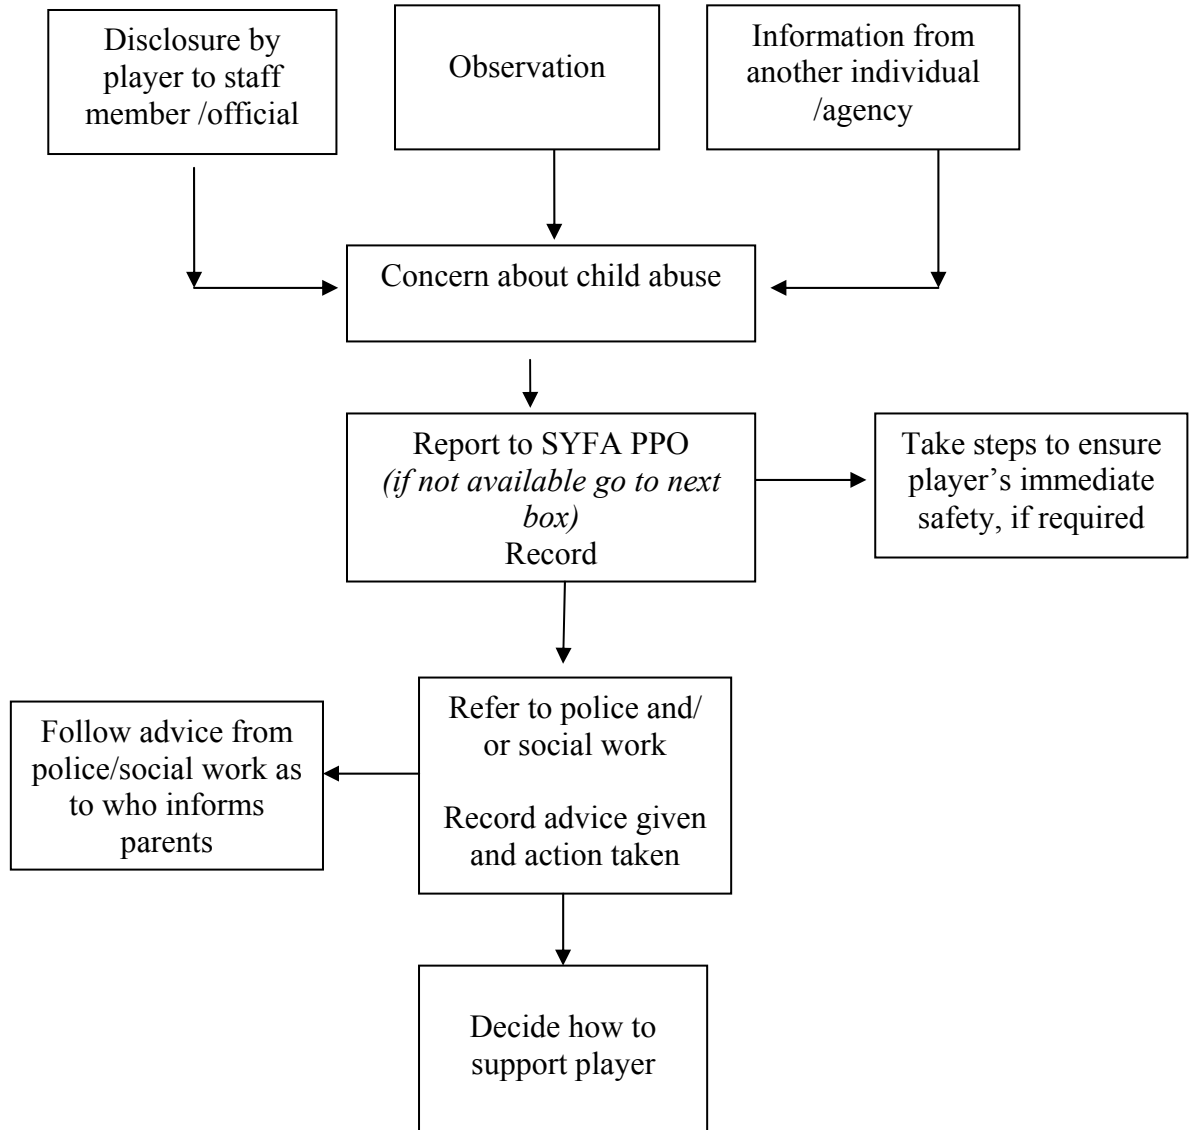 Disclosure by
player to staff
member /official
Observation
Information from
another individual
/agency
Concern about child abuse
Report to SYFA PPO
(if not available go to next
box)
Record
Take steps to ensure
player’s immediate
safety, if required
Refer to police and/
or social work
Record advice given
and action taken
Follow advice from
police/social work as
to who informs
parents
Decide how to
support player